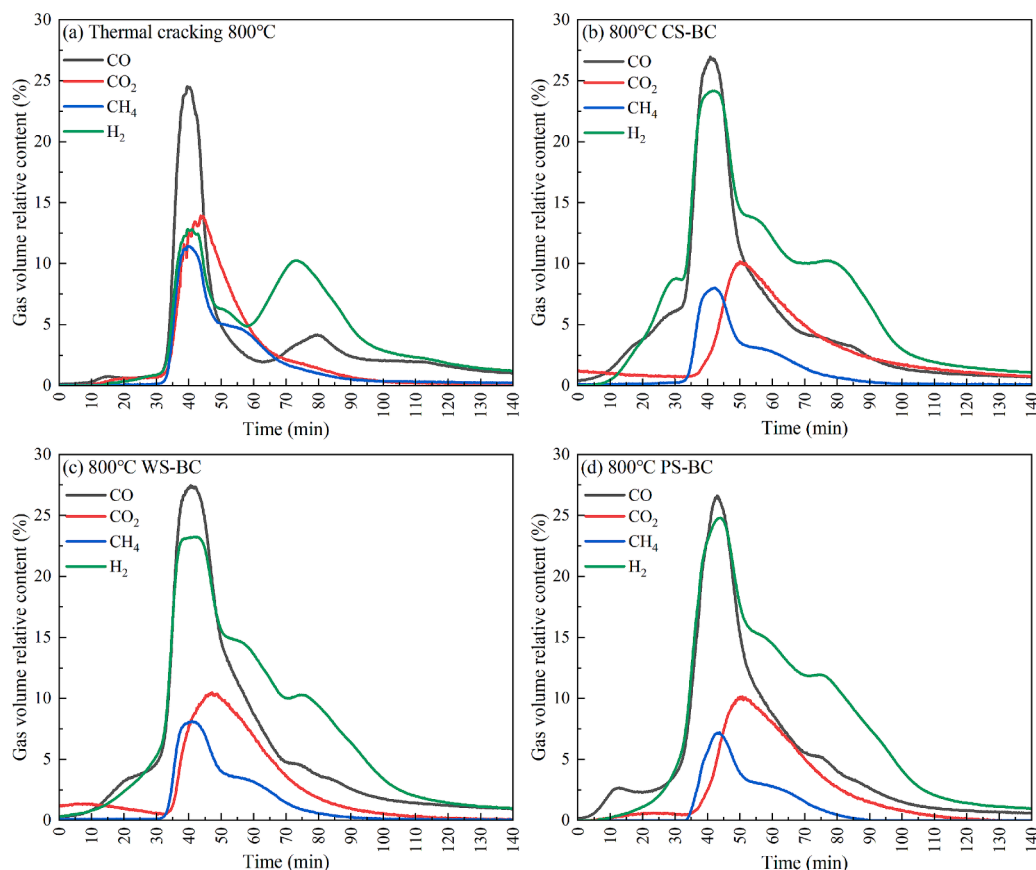 (a) Thermal cracking 800℃
CO
CO₂
CH₄
H₂
30
25
20
15
10
5
0
Gas volume relative content (%)
0 10 20 30 40 50 60 70 80 90 100 110 120 130 140
Time (min)
(b) 800℃ CS-BC
CO
CO₂
CH₄
H₂
30
25
20
15
10
5
0
Gas volume relative content (%)
0 10 20 30 40 50 60 70 80 90 100 110 120 130 140
Time (min)
(c) 800℃ WS-BC
CO
CO₂
CH₄
H₂
30
25
20
15
10
5
0
Gas volume relative content (%)
0 10 20 30 40 50 60 70 80 90 100 110 120 130 140
Time (min)
(d) 800℃ PS-BC
CO
CO₂
CH₄
H₂
30
25
20
15
10
5
0
Gas volume relative content (%)
0 10 20 30 40 50 60 70 80 90 100 110 120 130 140
Time (min)